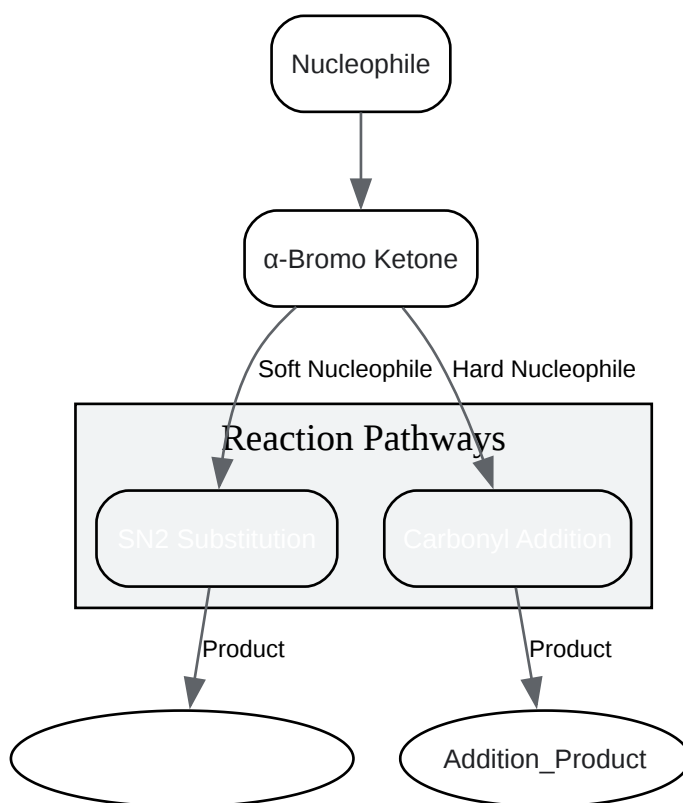 Nucleophile
α-Bromo Ketone
Soft Nucleophile
Hard Nucleophile
Reaction Pathways
SN2 Substitution
Carbonyl Addition
Product
Product
Addition_Product